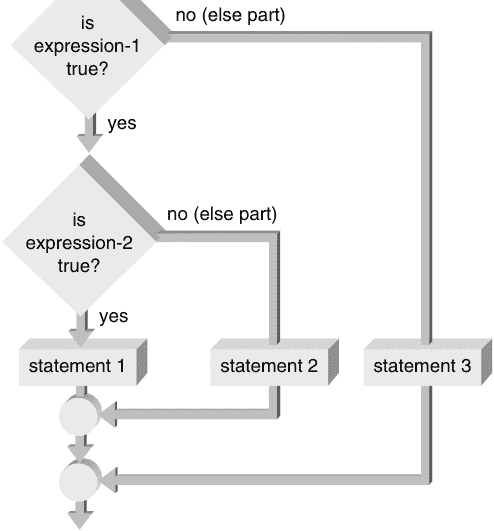 no (else part)
is
expression-1
true?
yes
no (else part)
is
expression-2
true?
yes
statement 1
statement 2
statement 3